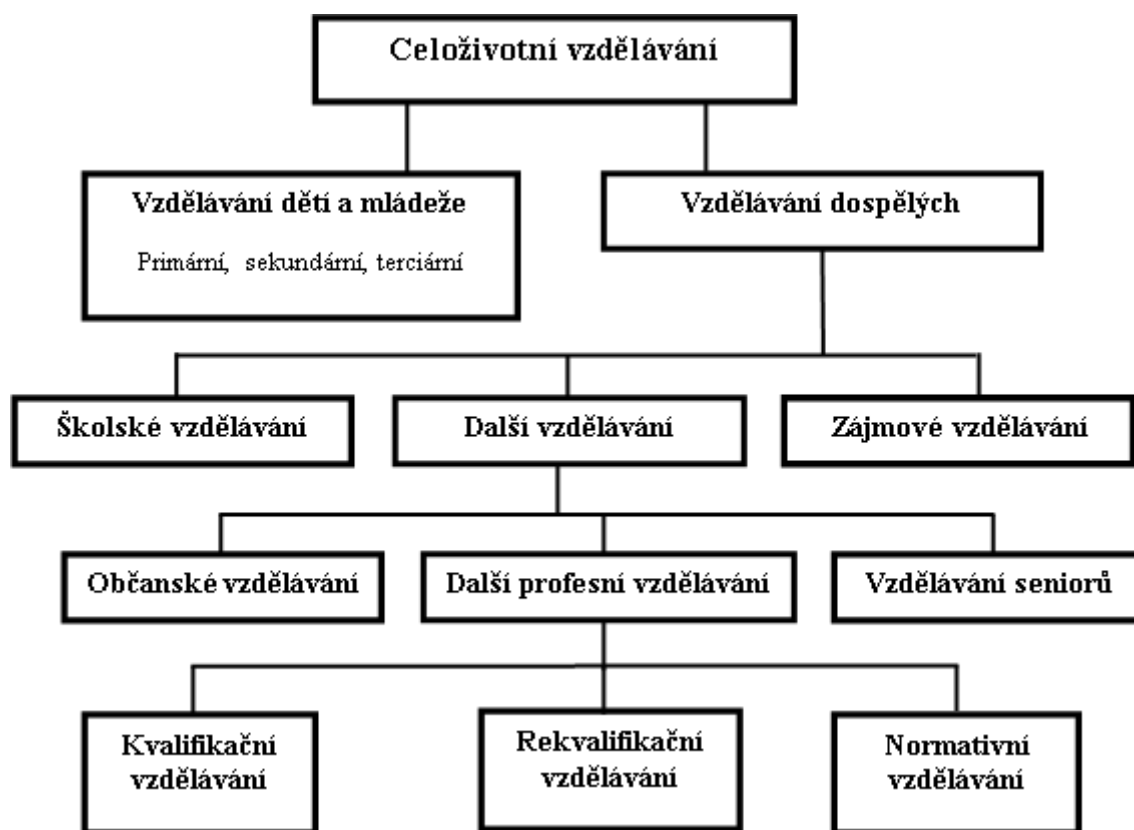 Celoživotní vzdělávání
Vzdělávání dětí a mládeže
Primární, sekundární, terciární
Vzdělávání dospělých
Školské vzdělávání
Další vzdělávání
Zájmové vzdělávání
Občanské vzdělávání
Další profesní vzdělávání
Vzdělávání seniorů
Kvalifikační
vzdělávání
Rekvalifikační
vzdělávání
Normativní
vzdělávání